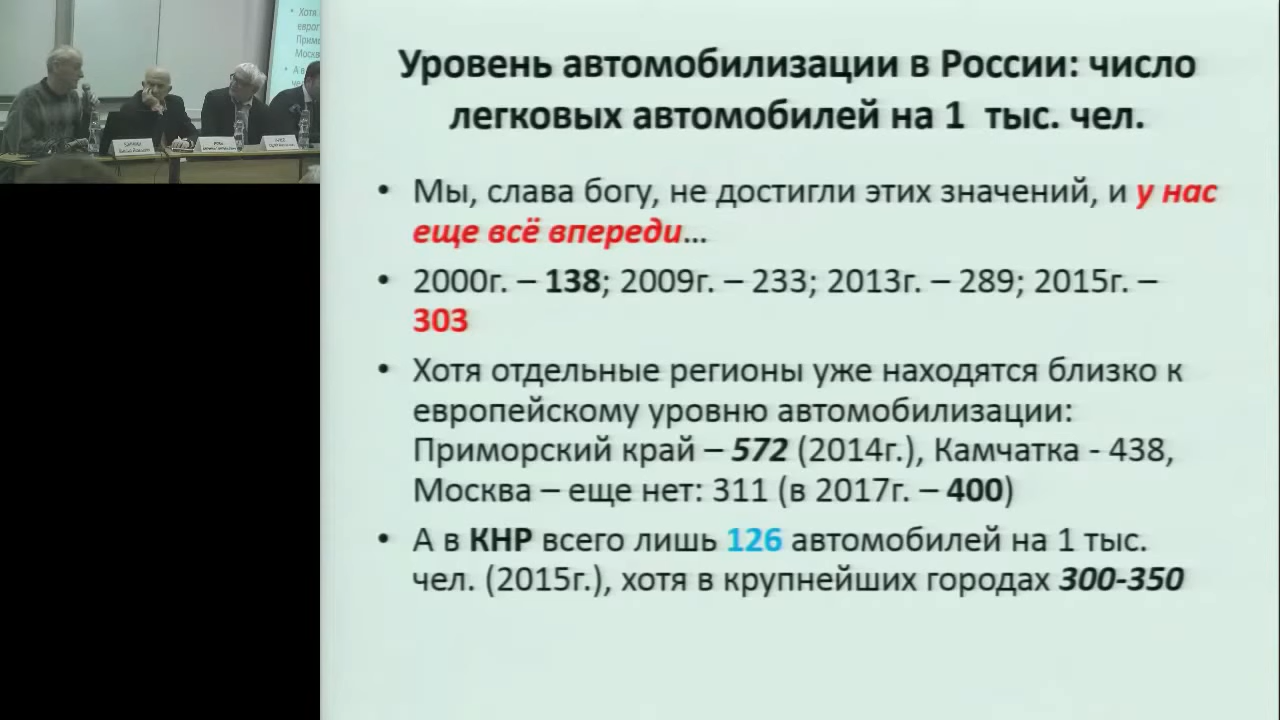 Уровень автомобилизации в России: число
легковых автомобилей на 1 тыс. чел.
• Мы, слава богу, не достигли этих значений, и у нас
еще всё впереди…
• 2000г. – 138; 2009г. – 233; 2013г. – 289; 2015г. –
303
• Хотя отдельные регионы уже находятся близко к
европейскому уровню автомобилизации:
Приморский край – 572 (2014г.), Камчатка - 438,
Москва – еще нет: 311 (в 2017г. – 400)
• А в КНР всего лишь 126 автомобилей на 1 тыс.
чел. (2015г.), хотя в крупнейших городах 300-350